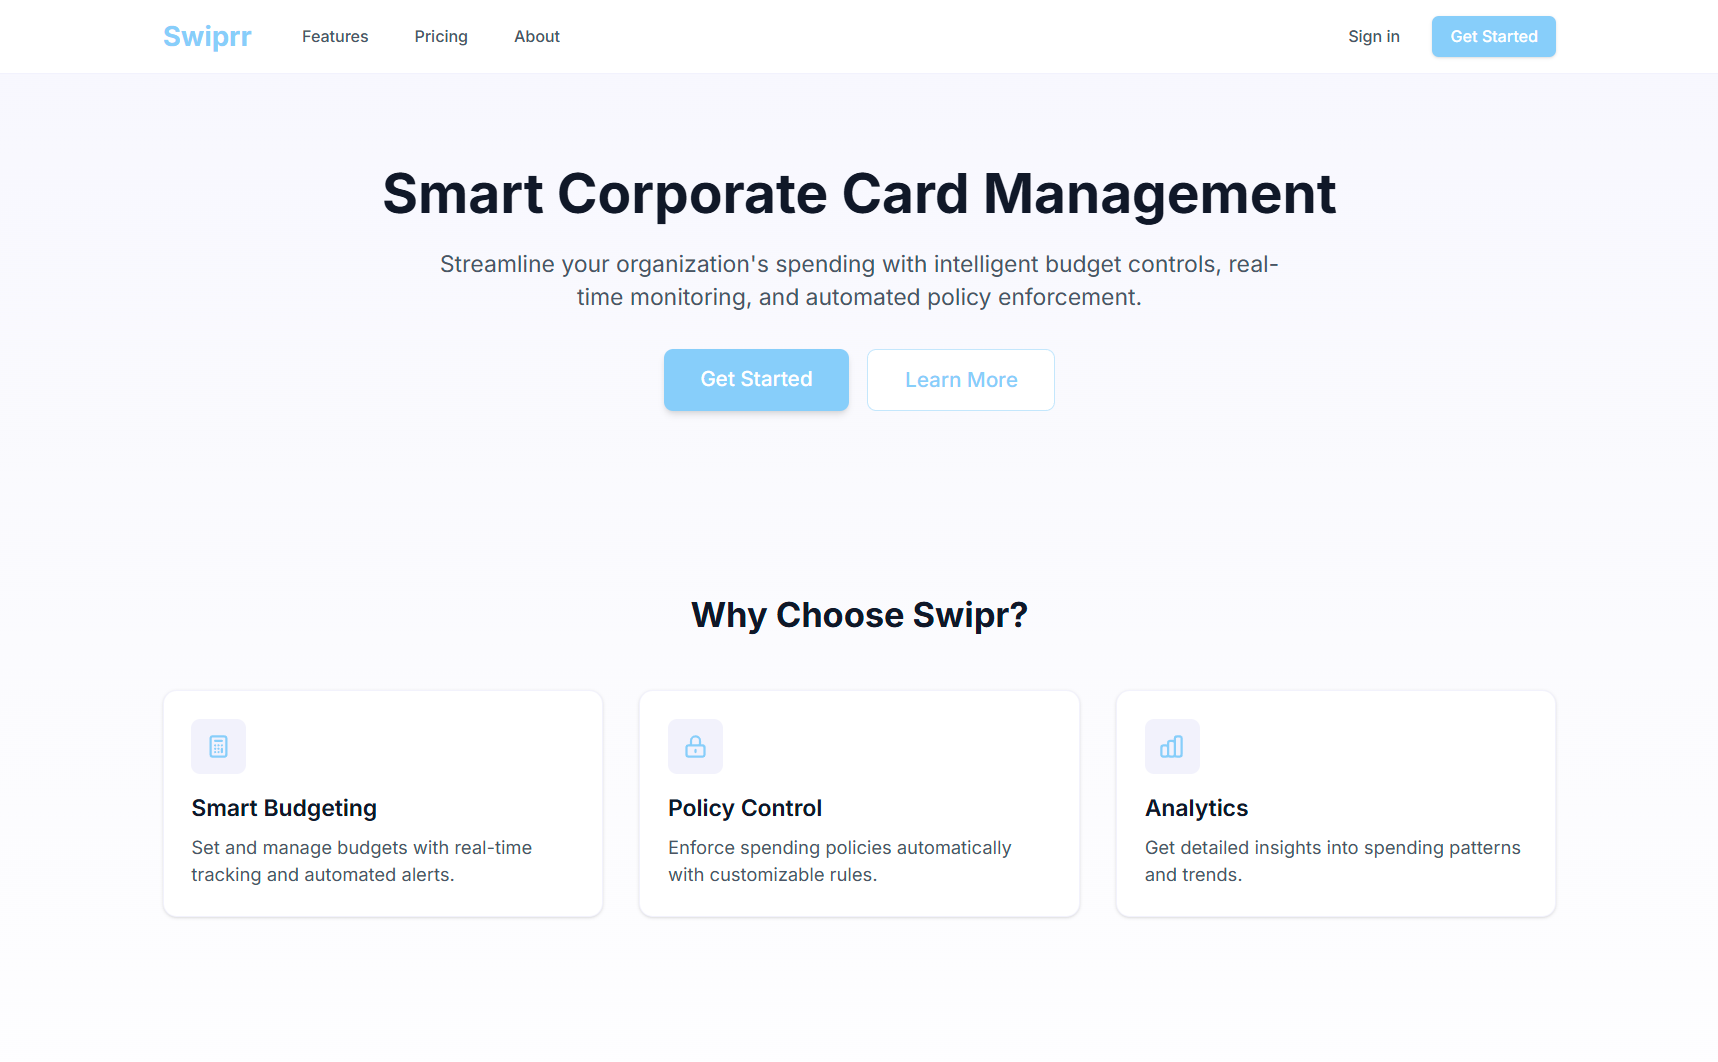 Swiprr
Features
Pricing
About
Sign in
Get Started
Smart Corporate Card Management
Streamline your organization's spending with intelligent budget controls, real-
time monitoring, and automated policy enforcement.
Get Started
Learn More
Why Choose Swipr?
Smart Budgeting
Set and manage budgets with real-time
tracking and automated alerts.
Policy Control
Enforce spending policies automatically
with customizable rules.
Analytics
Get detailed insights into spending patterns
and trends.